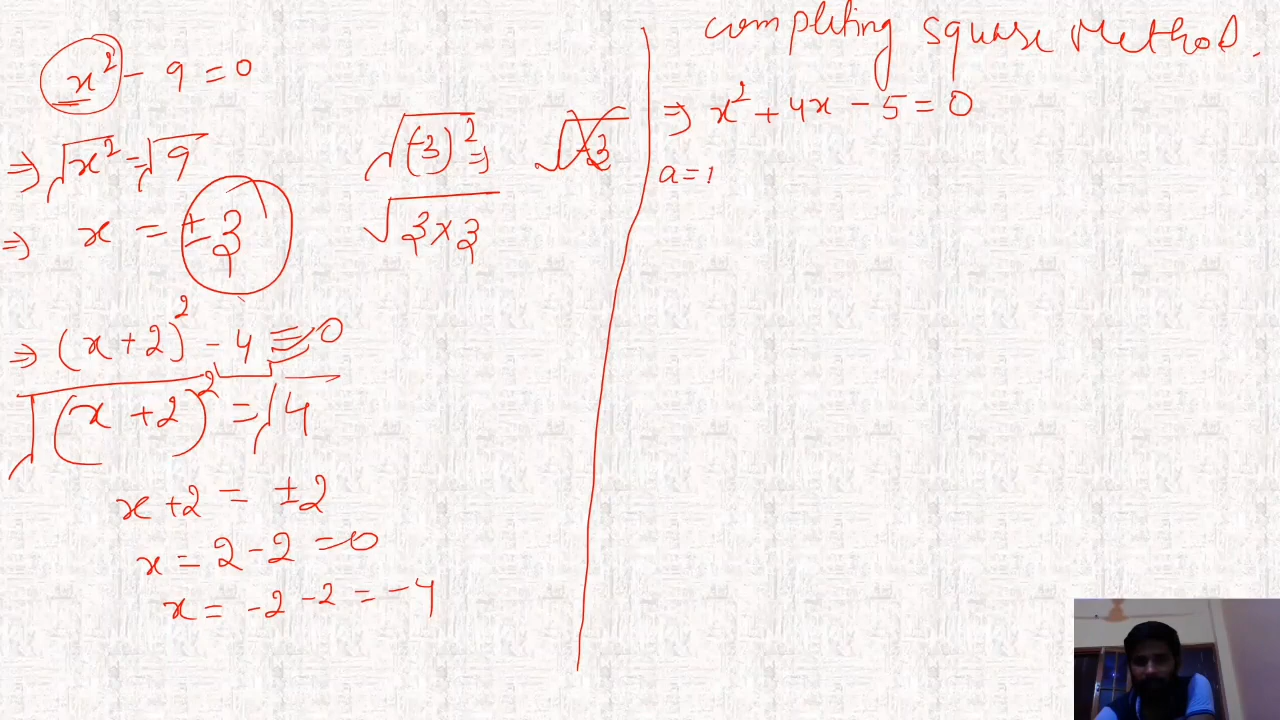 x² - 9 = 0
⇒ √x² = √9
⇒ x = ±3
√(-3)² ⇒
√3×3
⇒ (x+2)² - 4 = 0
√(x+2)² = √4
x+2 = ±2
x = 2 - 2 = 0
x = -2 - 2 = -4
completing square Method.
⇒ x² + 4x - 5 = 0
a = 1